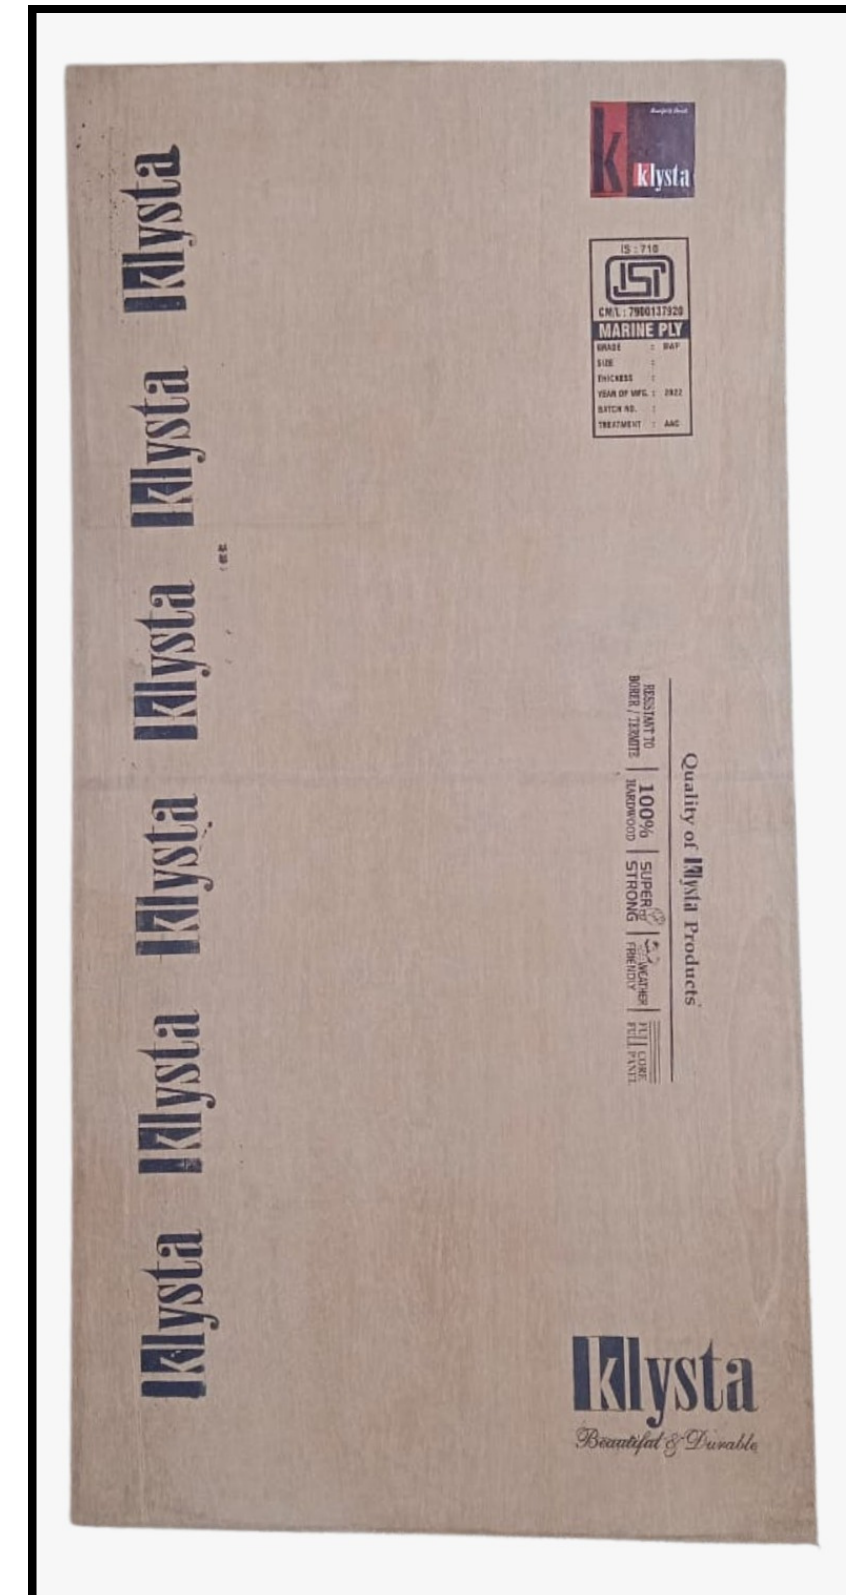 klysta
k
klysta
IS : 710
ISI
CM/L : 7900137920
MARINE PLY
GRADE : BWP
SIZE :
THICKESS :
YEAR OF MFG. : 2022
BATCH NO. :
TREATMENT : AAC
klysta
klysta
Quality of klysta Products
RESISTANT TO
BORER / TERMITE
100%
HARDWOOD
SUPER
STRONG
WEATHER
FRIENDLY
FULL CORE
FULL PANEL
klysta
klysta
klysta
klysta
Beautiful & Durable